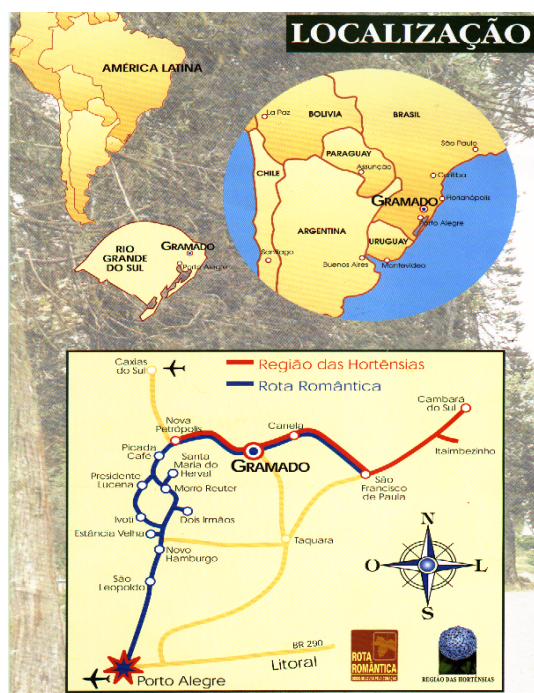 LOCALIZAÇÃO
AMÉRICA LATINA
La Paz
BOLIVIA
BRASIL
São Paulo
PARAGUAY
Assunção
CHILE
Curitiba
Florianópolis
GRAMADO
Porto Alegre
ARGENTINA
URUGUAY
Santiago
Buenos Aires
Montevideo
RIO
GRANDE
DO SUL
GRAMADO
Porto Alegre
Caxias
do Sul
Região das Hortênsias
Rota Romântica
Cambará
do Sul
Nova
Petrópolis
Canela
Itaimbezinho
Picada
Café
Santa
Maria do
Herval
GRAMADO
Presidente
Lucena
Morro Reuter
São
Francisco
de Paula
Ivoti
Dois Irmãos
Estância Velha
Taquara
Novo
Hamburgo
N
O
L
S
São
Leopoldo
BR 290
Litoral
Porto Alegre
ROTA
ROMÂNTICA
REGIÃO DAS HORTÊNSIAS